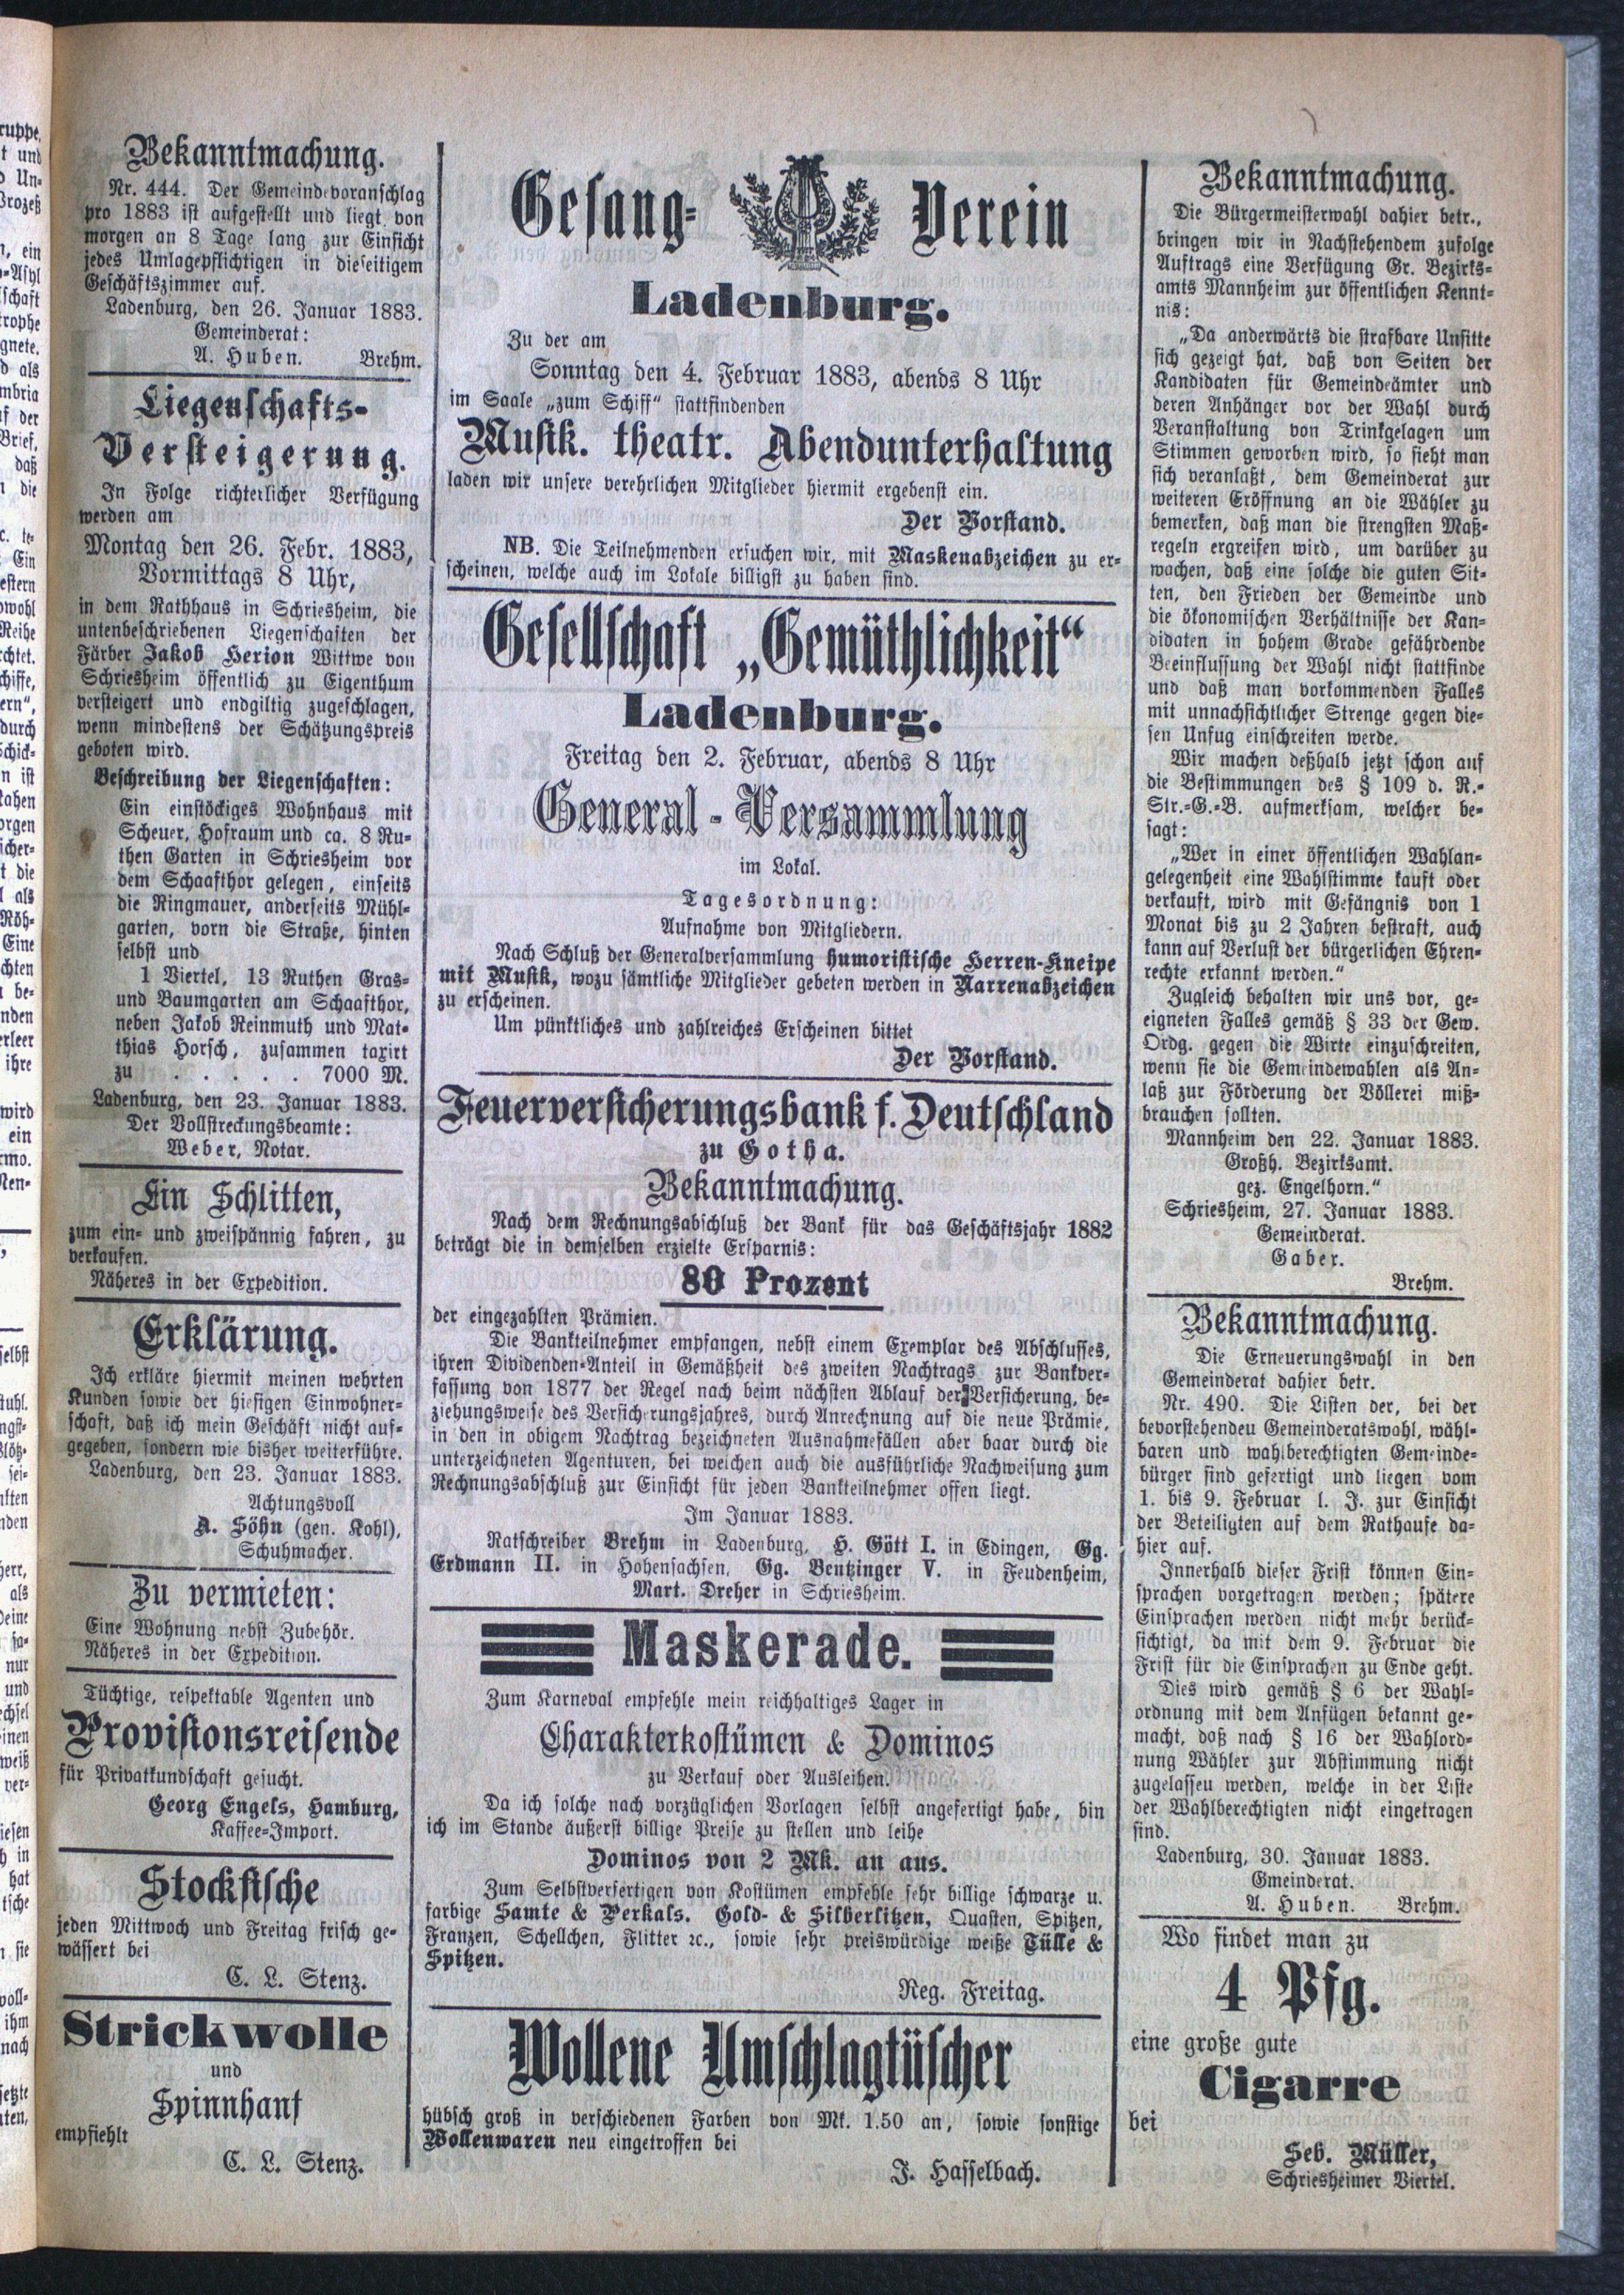 Bekanntmachung.
Nr. 444. Der Gemeindevoranschlag
pro 1883 ist aufgestellt und liegt von
morgen an 8 Tage lang zur Einsicht
jedes Umlagepflichtigen in dieseitigem
Geschäftszimmer auf.
Ladenburg, den 26. Januar 1883.
Gemeinderat:
A. Huben. Brehm.
Liegenschafts-
Versteigerung.
In Folge richterlicher Verfügung
werden am
Montag den 26. Febr. 1883,
Vormittags 8 Uhr,
in dem Rathhaus in Schriesheim, die
untenbeschriebenen Liegenschaften der
Färber Jakob Herion Wittwe von
Schriesheim öffentlich zu Eigenthum
versteigert und endgiltig zugeschlagen,
wenn mindestens der Schätzungspreis
geboten wird.
Beschreibung der Liegenschaften:
Ein einstöckiges Wohnhaus mit
Scheuer, Hofraum und ca. 8 Ru-
then Garten in Schriesheim vor
dem Schaafthor gelegen, einseits
die Ringmauer, anderseits Mühl-
garten, vorn die Straße, hinten
selbst und
1 Viertel, 13 Ruthen Gras-
und Baumgarten am Schaafthor,
neben Jakob Reinmuth und Mat-
thias Horsch, zusammen taxirt
zu . . . . . 7000 M.
Ladenburg, den 23. Januar 1883.
Der Vollstreckungsbeamte:
Weber, Notar.
Ein Schlitten,
zum ein- und zweispännig fahren, zu
verkaufen.
Näheres in der Expedition.
Erklärung.
Ich erkläre hiermit meinen wehrten
Kunden sowie der hiesigen Einwohner-
schaft, daß ich mein Geschäft nicht auf-
gegeben, sondern wie bisher weiterführe.
Ladenburg, den 23. Januar 1883.
Achtungsvoll
A. Söhn (gen. Kohl),
Schuhmacher.
Zu vermieten:
Eine Wohnung nebst Zubehör.
Näheres in der Expedition.
Tüchtige, respektable Agenten und
Provisionsreisende
für Privatkundschaft gesucht.
Georg Engels, Hamburg,
Kaffee-Import.
Stockfische
jeden Mittwoch und Freitag frisch ge-
wässert bei
C. L. Stenz.
Strickwolle
und
Spinnhanf
empfiehlt
C. L. Stenz.
Gesang- Verein
Ladenburg.
Zu der am
Sonntag den 4. Februar 1883, abends 8 Uhr
im Saale „zum Schiff“ stattfindenden
Musik. theatr. Abendunterhaltung
laden wir unsere verehrlichen Mitglieder hiermit ergebenst ein.
Der Vorstand.
NB. Die Teilnehmenden ersuchen wir, mit Maskenabzeichen zu er-
scheinen, welche auch im Lokale billigst zu haben sind.
Gesellschaft „Gemüthlichkeit“
Ladenburg.
Freitag den 2. Februar, abends 8 Uhr
General-Versammlung
im Lokal.
Tagesordnung:
Aufnahme von Mitgliedern.
Nach Schluß der Generalversammlung humoristische Herren-Kneipe
mit Musik, wozu sämtliche Mitglieder gebeten werden in Narrenabzeichen
zu erscheinen.
Um pünktliches und zahlreiches Erscheinen bittet
Der Vorstand.
Feuerversicherungsbank f. Deutschland
zu Gotha.
Bekanntmachung.
Nach dem Rechnungsabschluß der Bank für das Geschäftsjahr 1882
beträgt die in demselben erzielte Ersparnis:
80 Prozent
der eingezahlten Prämien.
Die Bankteilnehmer empfangen, nebst einem Exemplar des Abschlusses,
ihren Dividenden-Anteil in Gemäßheit des zweiten Nachtrags zur Bankver-
fassung von 1877 der Regel nach beim nächsten Ablauf der Versicherung, be-
ziehungsweise des Versicherungsjahres, durch Anrechnung auf die neue Prämie,
in den in obigem Nachtrag bezeichneten Ausnahmefällen aber baar durch die
unterzeichneten Agenturen, bei welchen auch die ausführliche Nachweisung zum
Rechnungsabschluß zur Einsicht für jeden Bankteilnehmer offen liegt.
Im Januar 1883.
Ratschreiber Brehm in Ladenburg, H. Gött I. in Edingen, Gg.
Erdmann II. in Hohensachsen, Gg. Bentzinger V. in Feudenheim,
Mart. Dreher in Schriesheim.
Maskerade.
Zum Karneval empfehle mein reichhaltiges Lager in
Charakterkostümen & Dominos
zu Verkauf oder Ausleihen.
Da ich solche nach vorzüglichen Vorlagen selbst angefertigt habe, bin
ich im Stande äußerst billige Preise zu stellen und leihe
Dominos von 2 Mk. an aus.
Zum Selbstverfertigen von Kostümen empfehle sehr billige schwarze u.
farbige Samte & Perkals. Gold- & Silberlitzen, Quasten, Spitzen,
Franzen, Schellchen, Flitter ꝛc., sowie sehr preiswürdige weiße Tülle &
Spitzen.
Reg. Freitag.
Wollene Umschlagtüscher
hübsch groß in verschiedenen Farben von Mk. 1.50 an, sowie sonstige
Wollenwaren neu eingetroffen bei
J. Hasselbach.
Bekanntmachung.
Die Bürgermeisterwahl dahier betr.,
bringen wir in Nachstehendem zufolge
Auftrags eine Verfügung Gr. Bezirks-
amts Mannheim zur öffentlichen Kennt-
nis:
„Da anderwärts die strafbare Unsitte
sich gezeigt hat, daß von Seiten der
Kandidaten für Gemeindeämter und
deren Anhänger vor der Wahl durch
Veranstaltung von Trinkgelagen um
Stimmen geworben wird, so sieht man
sich veranlaßt, dem Gemeinderat zur
weiteren Eröffnung an die Wähler zu
bemerken, daß man die strengsten Maß-
regeln ergreifen wird, um darüber zu
wachen, daß eine solche die guten Sit-
ten, den Frieden der Gemeinde und
die ökonomischen Verhältnisse der Kan-
didaten in hohem Grade gefährdende
Beeinflussung der Wahl nicht stattfinde
und daß man vorkommenden Falles
mit unnachsichtlicher Strenge gegen die-
sen Unfug einschreiten werde.
Wir machen deßhalb jetzt schon auf
die Bestimmungen des § 109 d. R.-
Str.-G.-B. aufmerksam, welcher be-
sagt:
„Wer in einer öffentlichen Wahlan-
gelegenheit eine Wahlstimme kauft oder
verkauft, wird mit Gefängnis von 1
Monat bis zu 2 Jahren bestraft, auch
kann auf Verlust der bürgerlichen Ehren-
rechte erkannt werden.“
Zugleich behalten wir uns vor, ge-
eigneten Falles gemäß § 33 der Gew.
Ordg. gegen die Wirte einzuschreiten,
wenn sie die Gemeindewahlen als An-
laß zur Förderung der Völlerei miß-
brauchen sollten.
Mannheim den 22. Januar 1883.
Großh. Bezirksamt.
gez. Engelhorn.“
Schriesheim, 27. Januar 1883.
Gemeinderat.
Gaber.
Brehm.
Bekanntmachung.
Die Erneuerungswahl in den
Gemeinderat dahier betr.
Nr. 490. Die Listen der, bei der
bevorstehendeu Gemeinderatswahl, wähl-
baren und wahlberechtigten Gemeinde-
bürger sind gefertigt und liegen vom
1. bis 9. Februar l. J. zur Einsicht
der Beteiligten auf dem Rathause da-
hier auf.
Innerhalb dieser Frist können Ein-
sprachen vorgetragen werden; spätere
Einsprachen werden nicht mehr berück-
sichtigt, da mit dem 9. Februar die
Frist für die Einsprachen zu Ende geht.
Dies wird gemäß § 6 der Wahl-
ordnung mit dem Anfügen bekannt ge-
macht, daß nach § 16 der Wahlord-
nung Wähler zur Abstimmung nicht
zugelassen werden, welche in der Liste
der Wahlberechtigten nicht eingetragen
sind.
Ladenburg, 30. Januar 1883.
Gmeinderat.
A. Huben. Brehm.
Wo findet man zu
4 Pfg.
eine große gute
Cigarre
bei
Seb. Müller,
Schriesheimer Viertel.